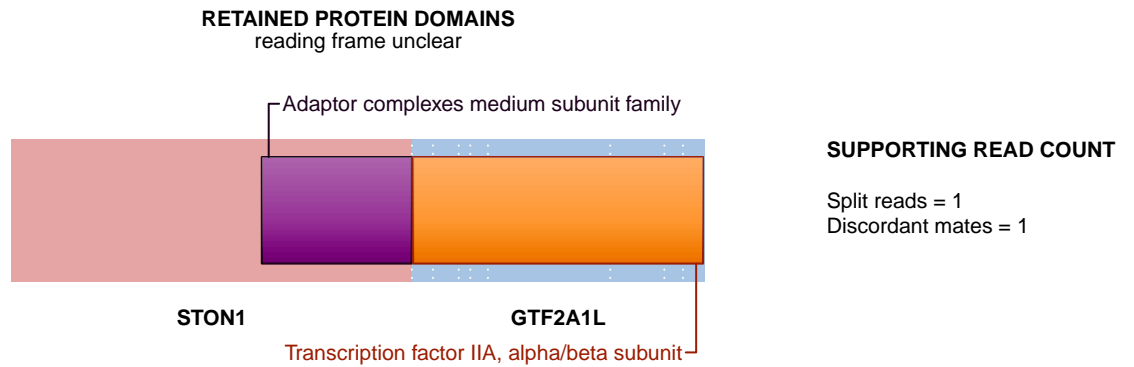 RETAINED PROTEIN DOMAINS
reading frame unclear
Adaptor complexes medium subunit family
SUPPORTING READ COUNT
Split reads = 1
Discordant mates = 1
STON1
GTF2A1L
Transcription factor IIA, alpha/beta subunit